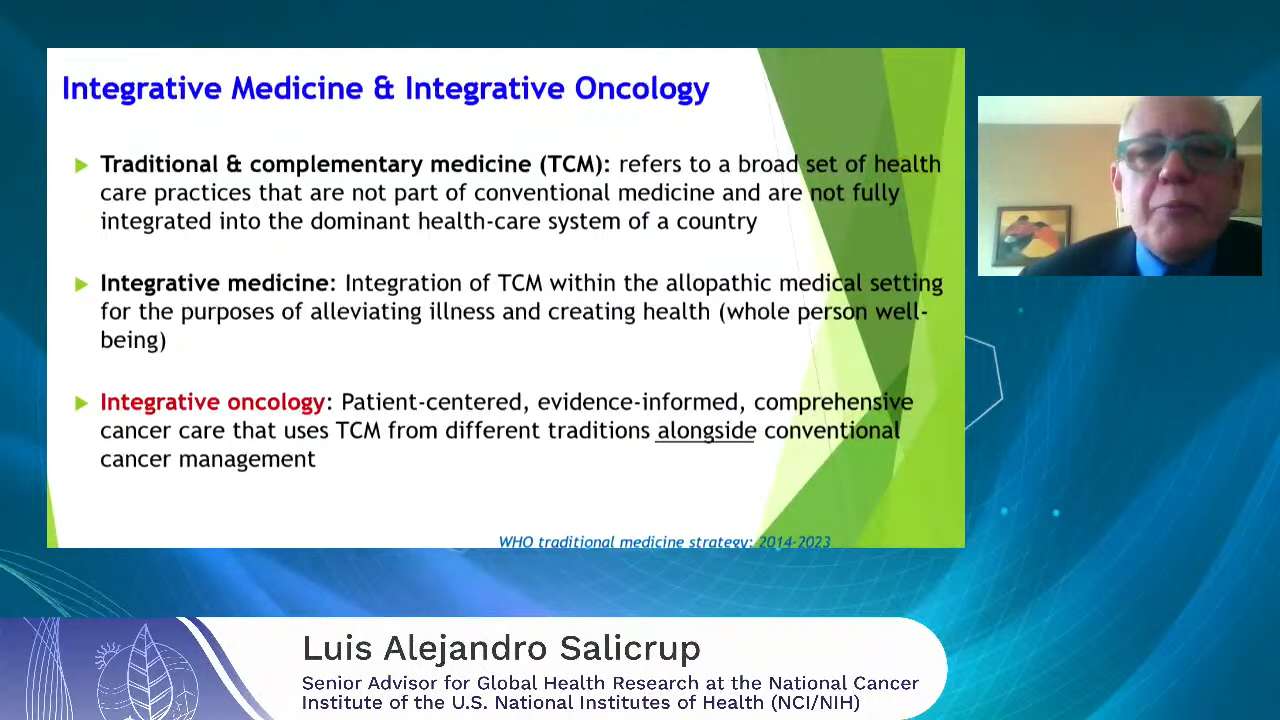 Integrative Medicine & Integrative Oncology
Traditional & complementary medicine (TCM): refers to a broad set of health
care practices that are not part of conventional medicine and are not fully
integrated into the dominant health-care system of a country
Integrative medicine: Integration of TCM within the allopathic medical setting
for the purposes of alleviating illness and creating health (whole person well-
being)
Integrative oncology: Patient-centered, evidence-informed, comprehensive
cancer care that uses TCM from different traditions alongside conventional
cancer management
WHO traditional medicine strategy: 2014-2023
Luis Alejandro Salicrup
Senior Advisor for Global Health Research at the National Cancer
Institute of the U.S. National Institutes of Health (NCI/NIH)